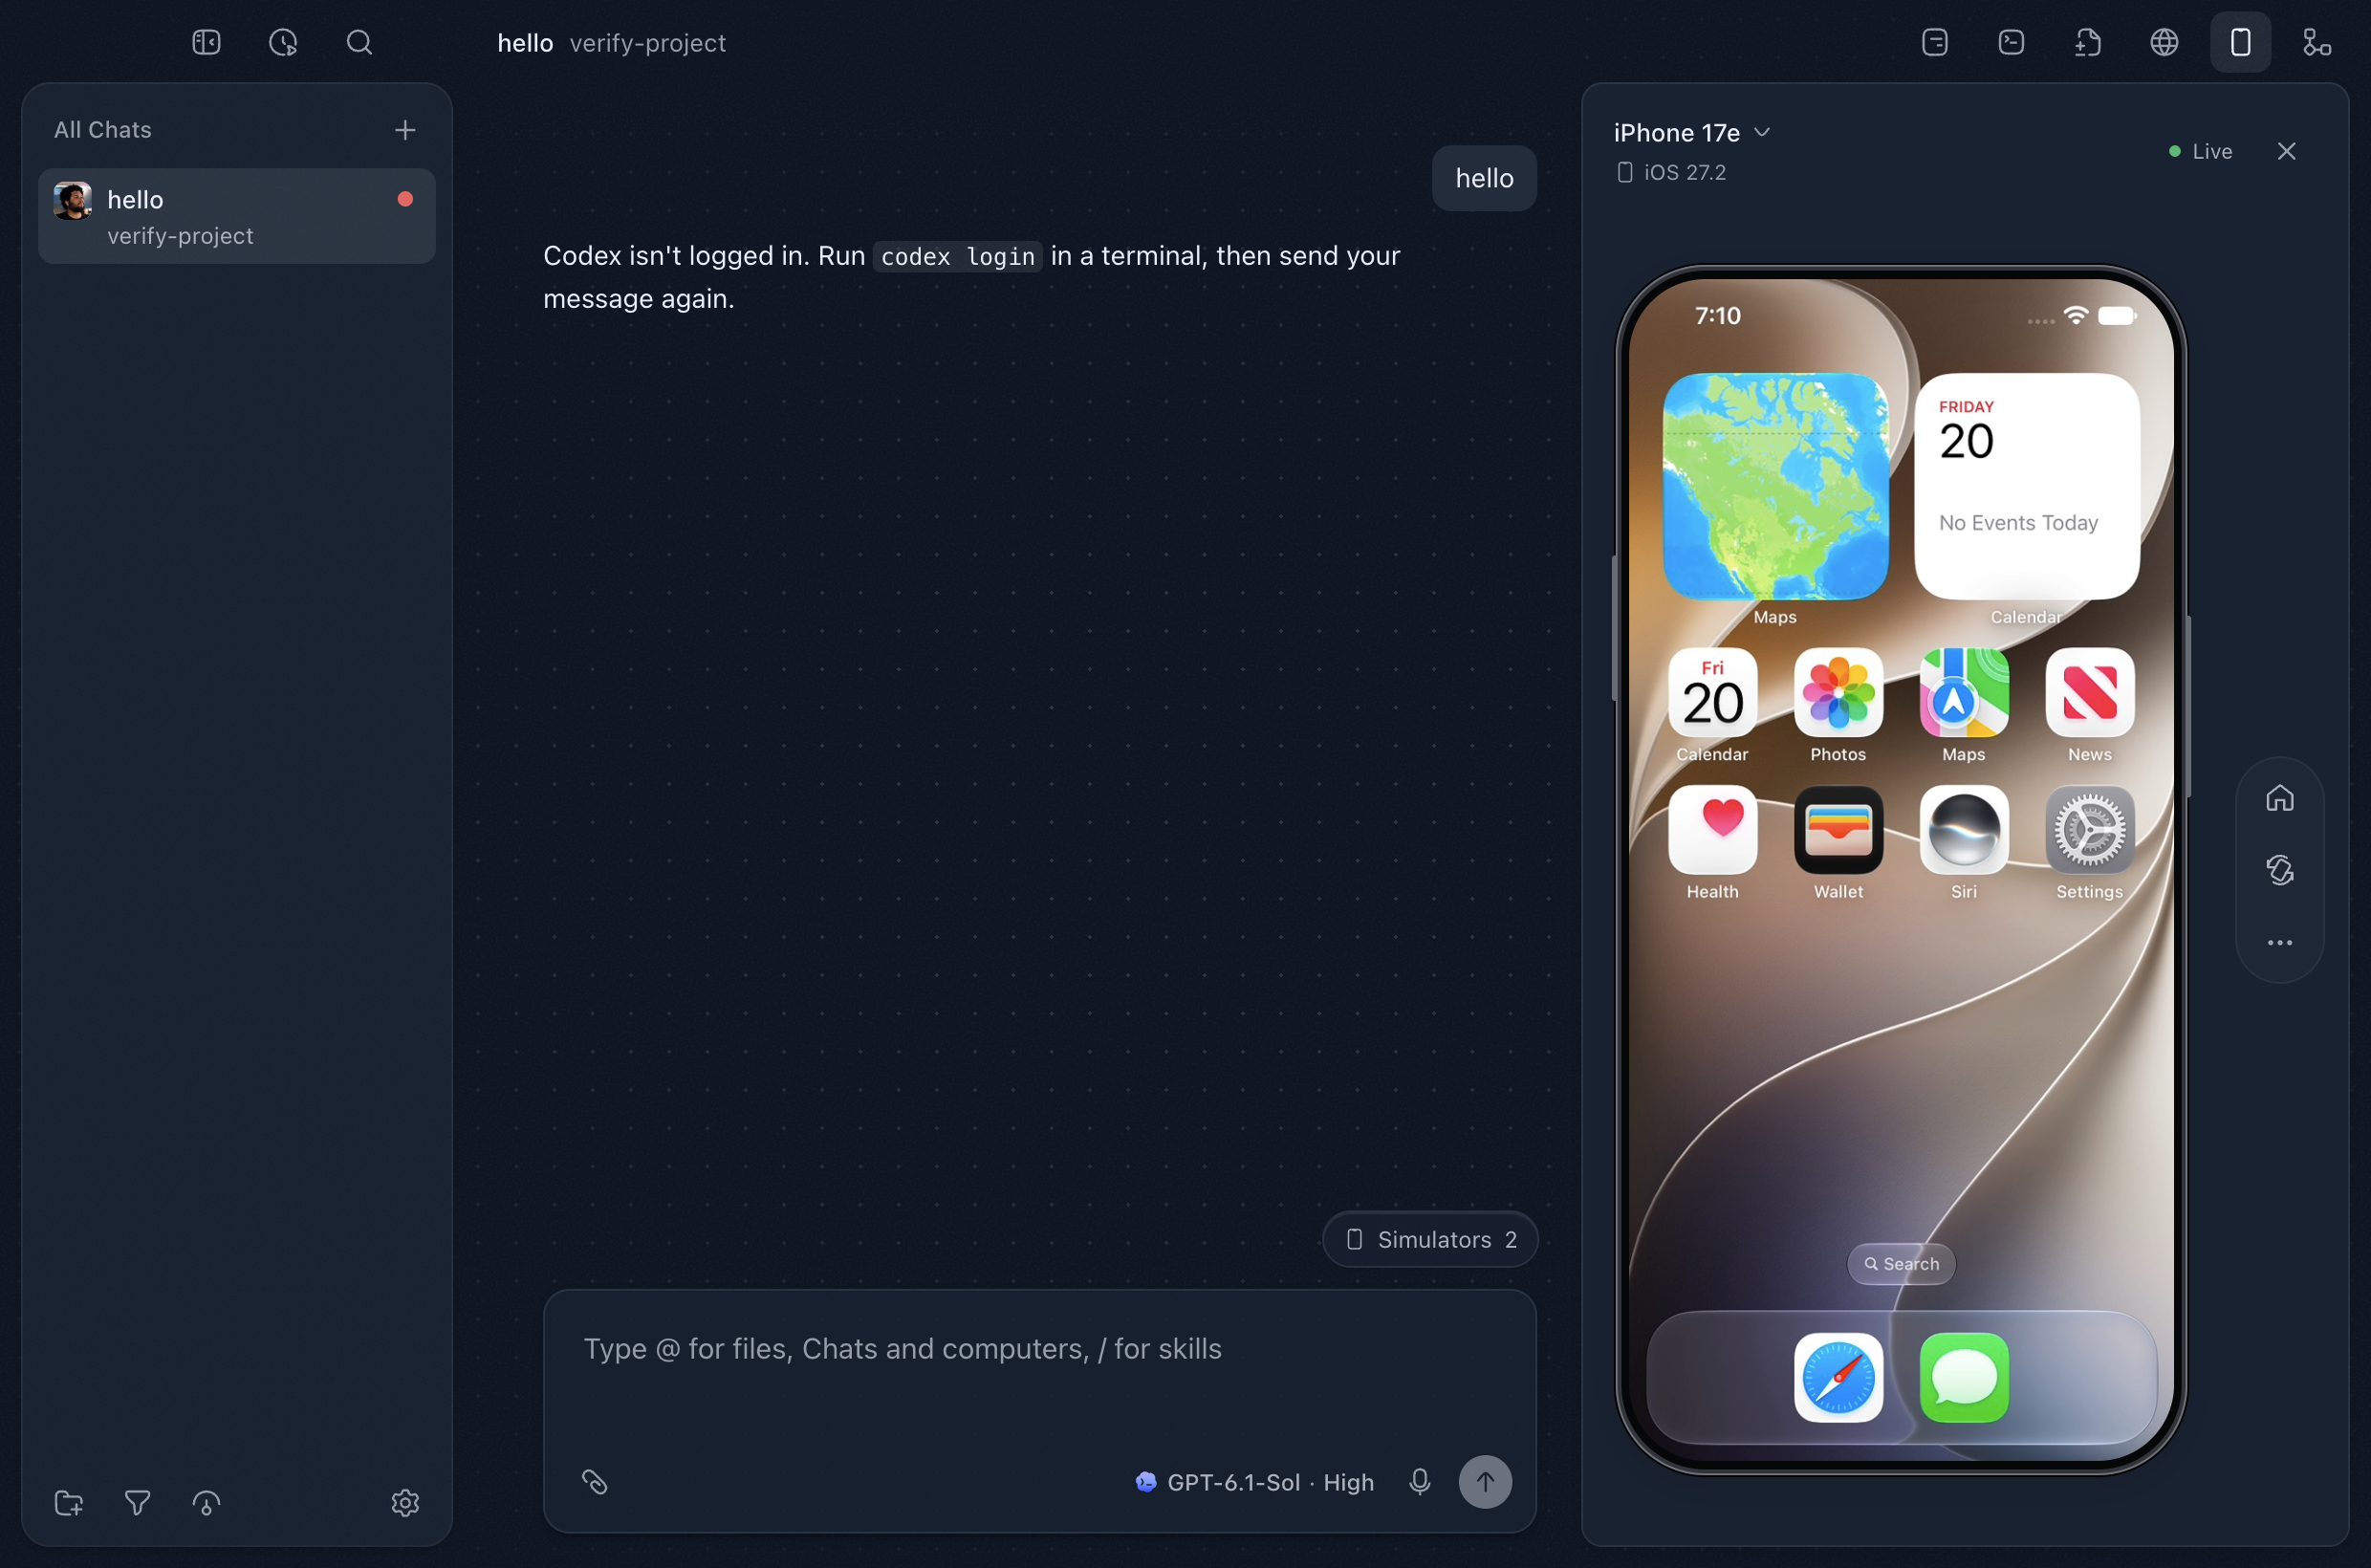 hello verify-project
All Chats
hello
verify-project
hello
Codex isn't logged in. Run codex login in a terminal, then send your
message again.
Simulators 2
Type @ for files, Chats and computers, / for skills
GPT-6.1-Sol · High
iPhone 17e
iOS 27.2
Live
7:10
FRIDAY
20
No Events Today
Maps Calendar
Fri
20
Calendar Photos Maps News
Health Wallet Siri Settings
Search